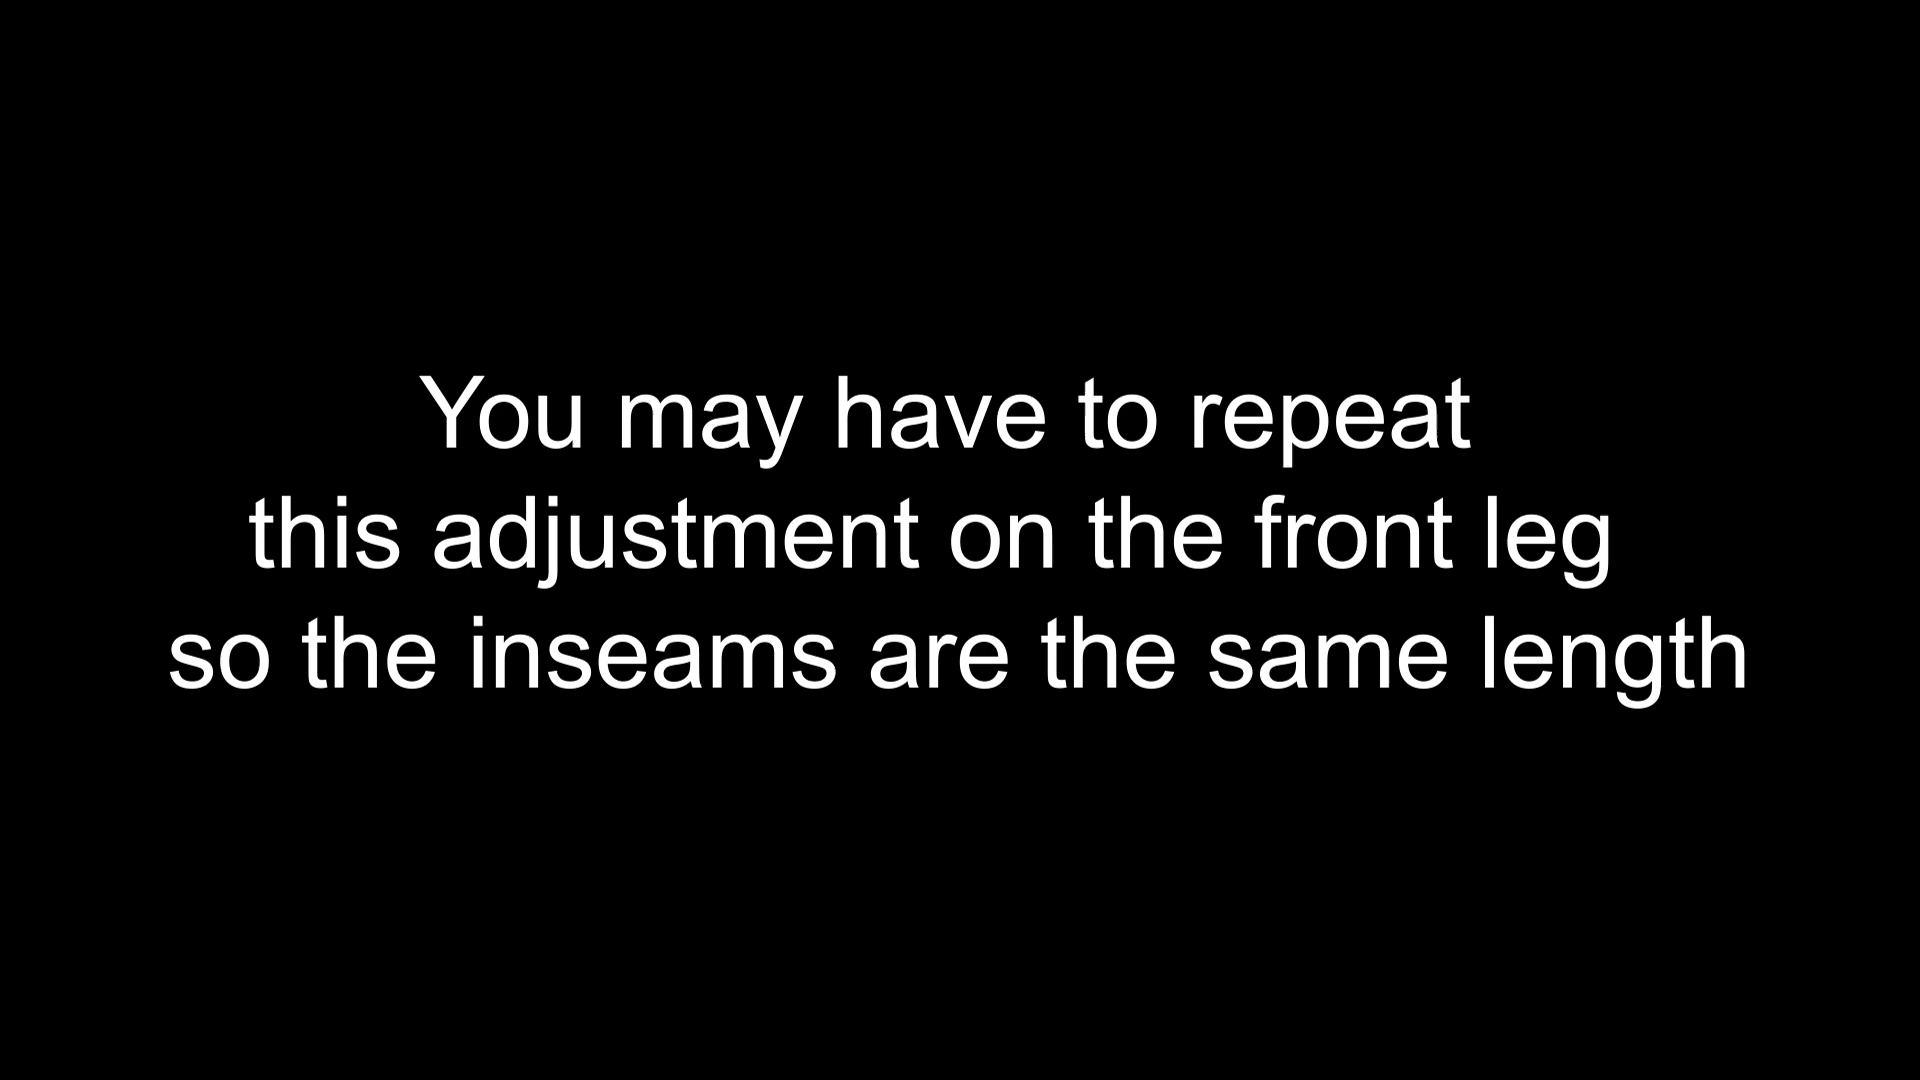 You may have to repeat
this adjustment on the front leg
so the inseams are the same length